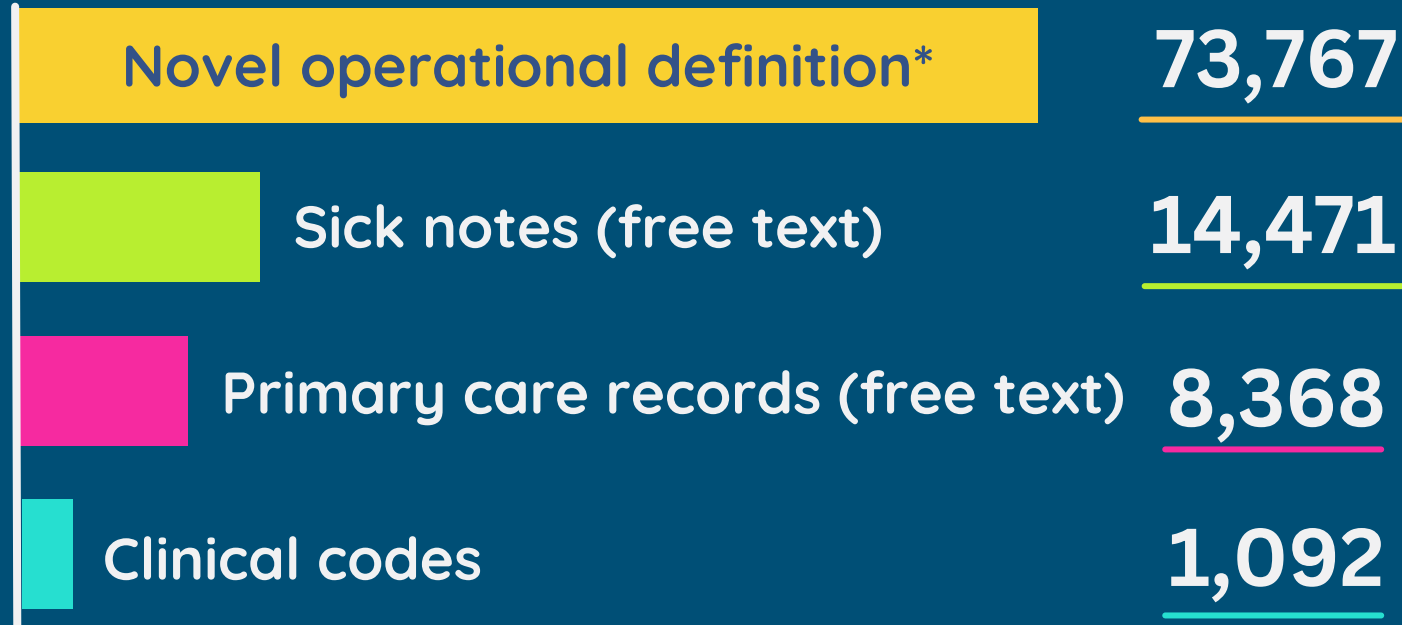 Novel operational definition* 73,767
Sick notes (free text) 14,471
Primary care records (free text) 8,368
Clinical codes 1,092